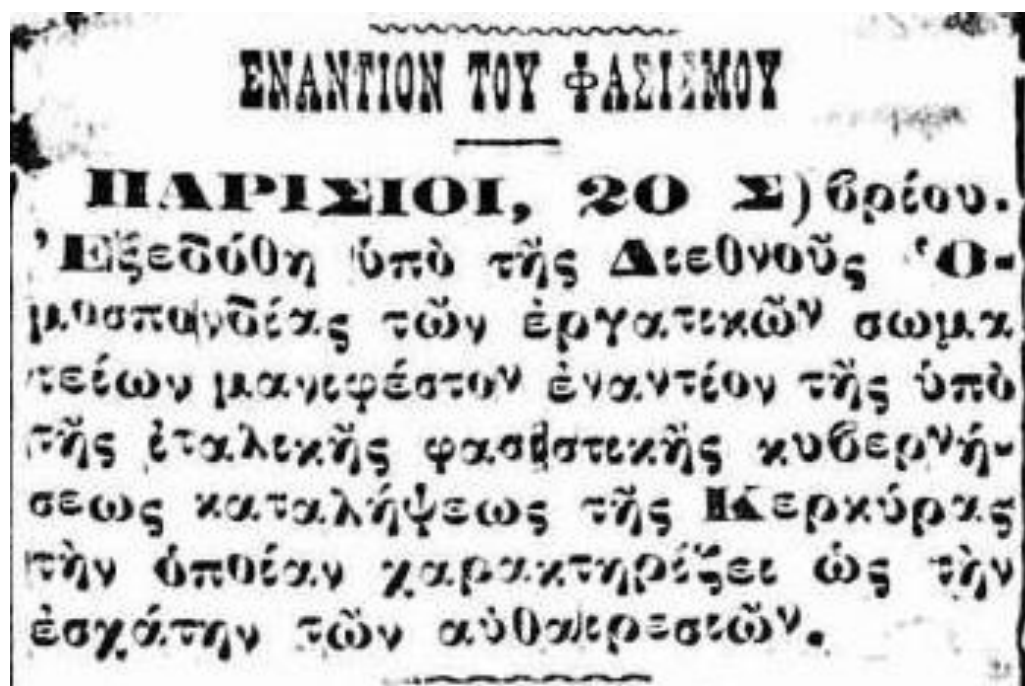 ΕΝΑΝΤΙΟΝ ΤΟΥ ΦΑΣΙΣΜΟΥ
ΠΑΡΙΣΙΟΙ, 20 Σ)βρίου.
Ἐξεδόθη ὑπὸ τῆς Διεθνοῦς Ὁ-
μοσπονδίας τῶν ἐργατικῶν σωμα
τείων μανιφέστον ἐναντίον τῆς ὑπὸ
τῆς ἰταλικῆς φασιστικῆς κυβερνή-
σεως καταλήψεως τῆς Κερκύρας
τὴν ὁποίαν χαρακτηρίζει ὡς τὴν
ἐσχάτην τῶν αὐθαιρεσιῶν.